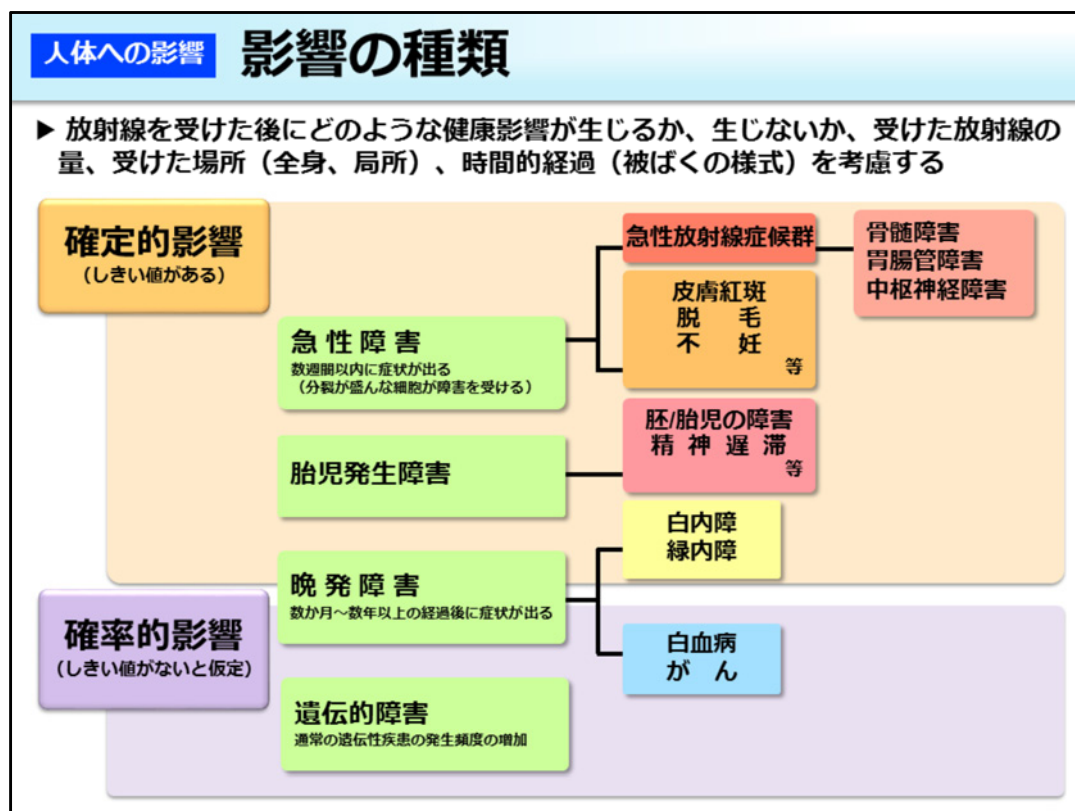 人体への影響
影響の種類
▶ 放射線を受けた後にどのような健康影響が生じるか、生じないか、受けた放射線の
量、受けた場所（全身、局所）、時間的経過（被ばくの様式）を考慮する
確定的影響
（しきい値がある）
急性障害
数週間以内に症状が出る
（分裂が盛んな細胞が障害を受ける）
急性放射線症候群
骨髄障害
胃腸管障害
中枢神経障害
皮膚紅斑
脱　毛
不　妊
等
胎児発生障害
胚/胎児の障害
精神遅滞
等
晩発障害
数か月～数年以上の経過後に症状が出る
白内障
緑内障
確率的影響
（しきい値がないと仮定）
白血病
が　ん
遺伝的障害
通常の遺伝性疾患の発生頻度の増加